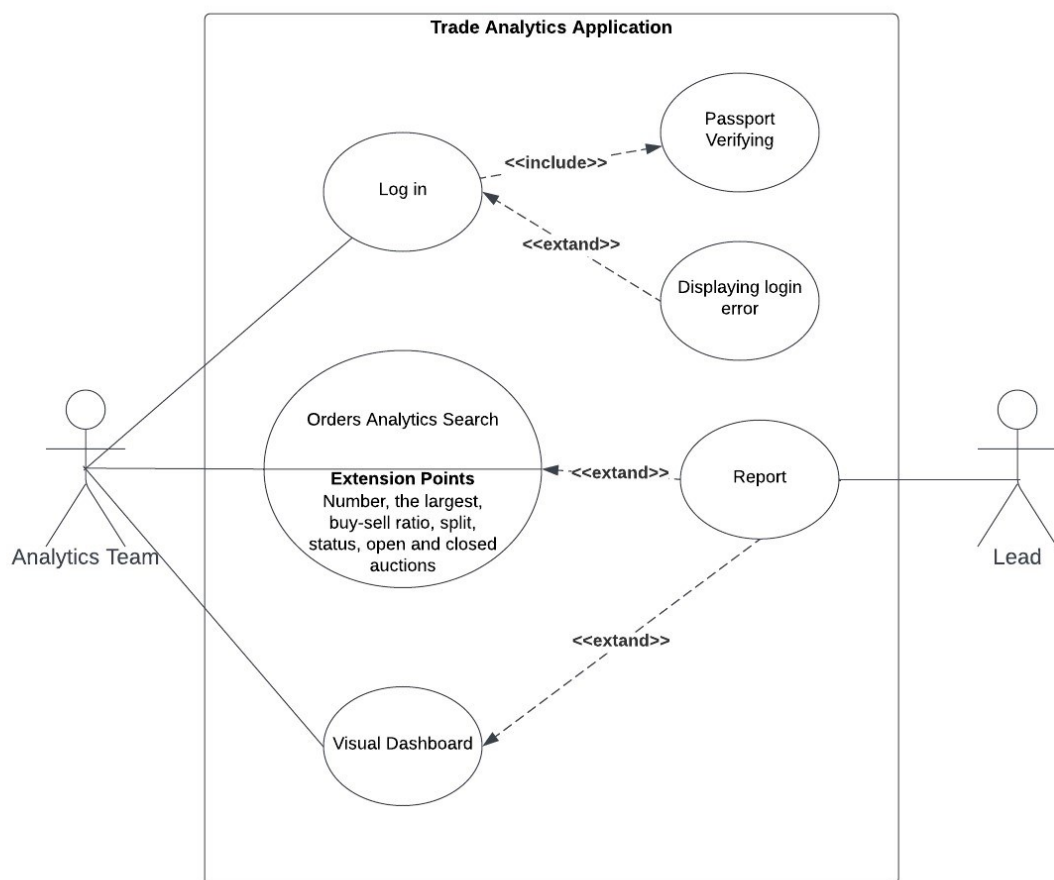 Trade Analytics Application
Passport
Verifying
<<include>>
Log in
<<extand>>
Displaying login
error
Orders Analytics Search
Extension Points
Number, the largest,
buy-sell ratio, split,
status, open and closed
auctions
<<extand>>
Report
Analytics Team
Lead
<<extand>>
Visual Dashboard